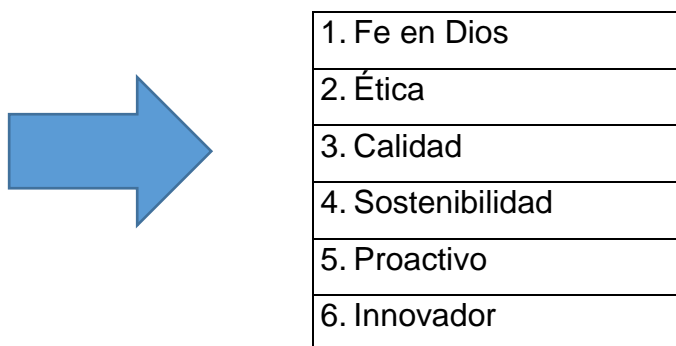 1. Fe en Dios
2. Ética
3. Calidad
4. Sostenibilidad
5. Proactivo
6. Innovador